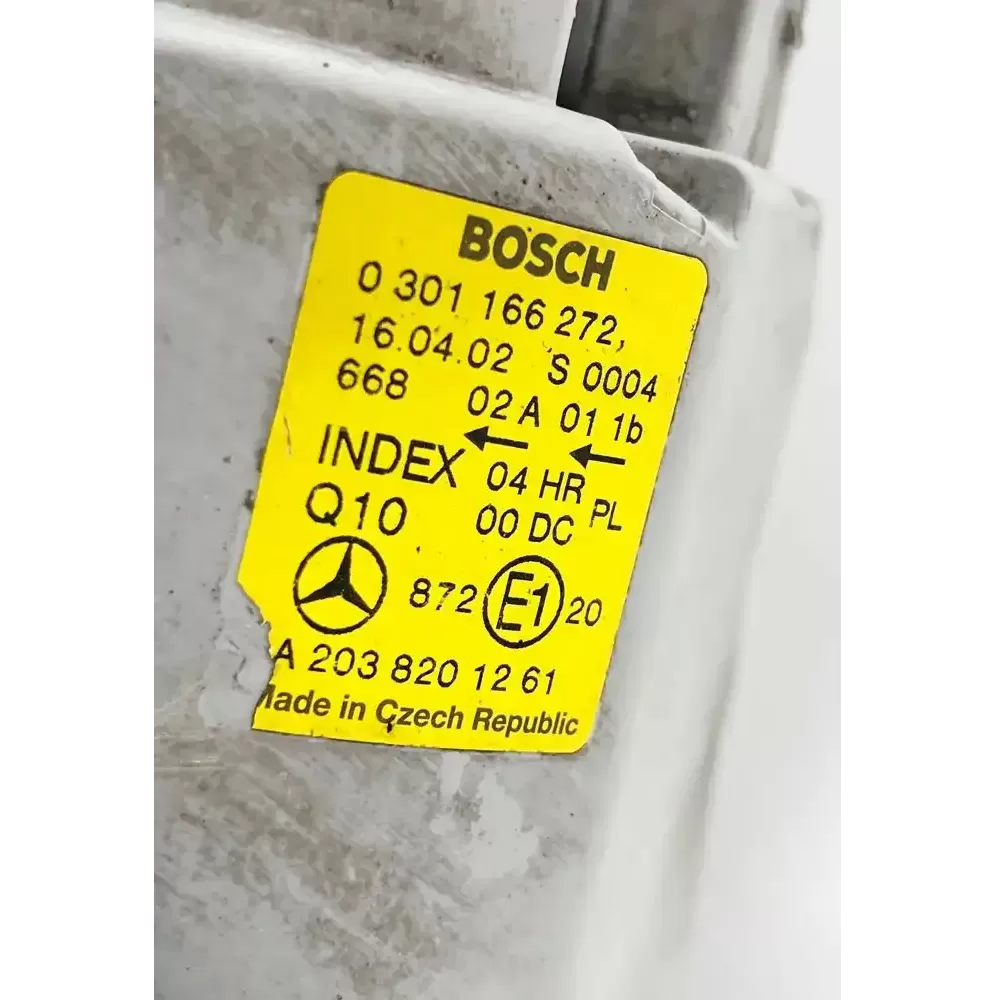 BOSCH
0 301 166 272,
16.04.02 S 0004
668 02 A 01 1b
INDEX 04 HR PL
Q10 00 DC
872 E1 20
A 203 820 12 61
Made in Czech Republic